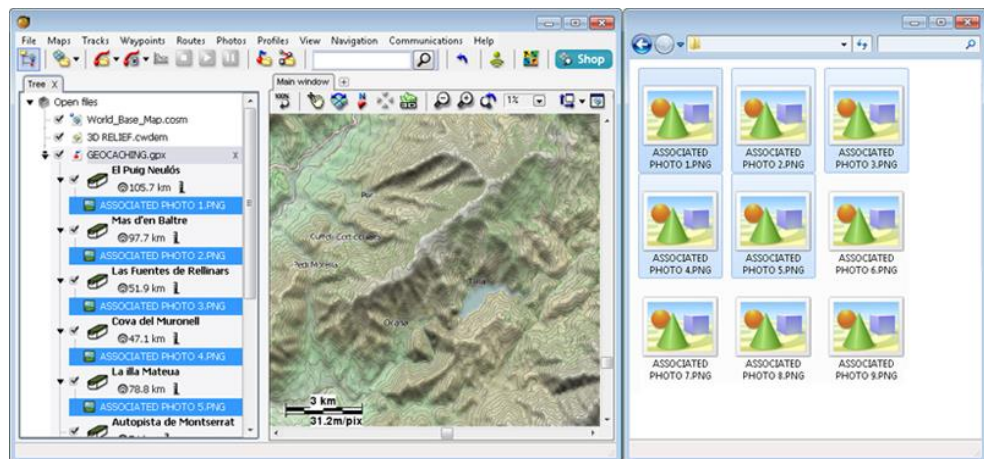 File Maps Tracks Waypoints Routes Photos Profiles View Navigation Communications Help
Shop
Tree X
Open files
World_Base_Map.cosm
3D RELIEF.cwdem
GEOCACHING.gpx x
El Puig Neulós
105.7 km
ASSOCIATED PHOTO 1.PNG
Mas d'en Baltre
97.7 km
ASSOCIATED PHOTO 2.PNG
Las Fuentes de Rellinars
51.9 km
ASSOCIATED PHOTO 3.PNG
Cova del Muronell
47.1 km
ASSOCIATED PHOTO 4.PNG
La illa Mateua
78.8 km
ASSOCIATED PHOTO 5.PNG
Autopista de Montserrat
Main window
100%
1%
3 km
31.2m/pix
ASSOCIATED
PHOTO 1.PNG
ASSOCIATED
PHOTO 2.PNG
ASSOCIATED
PHOTO 3.PNG
ASSOCIATED
PHOTO 4.PNG
ASSOCIATED
PHOTO 5.PNG
ASSOCIATED
PHOTO 6.PNG
ASSOCIATED
PHOTO 7.PNG
ASSOCIATED
PHOTO 8.PNG
ASSOCIATED
PHOTO 9.PNG